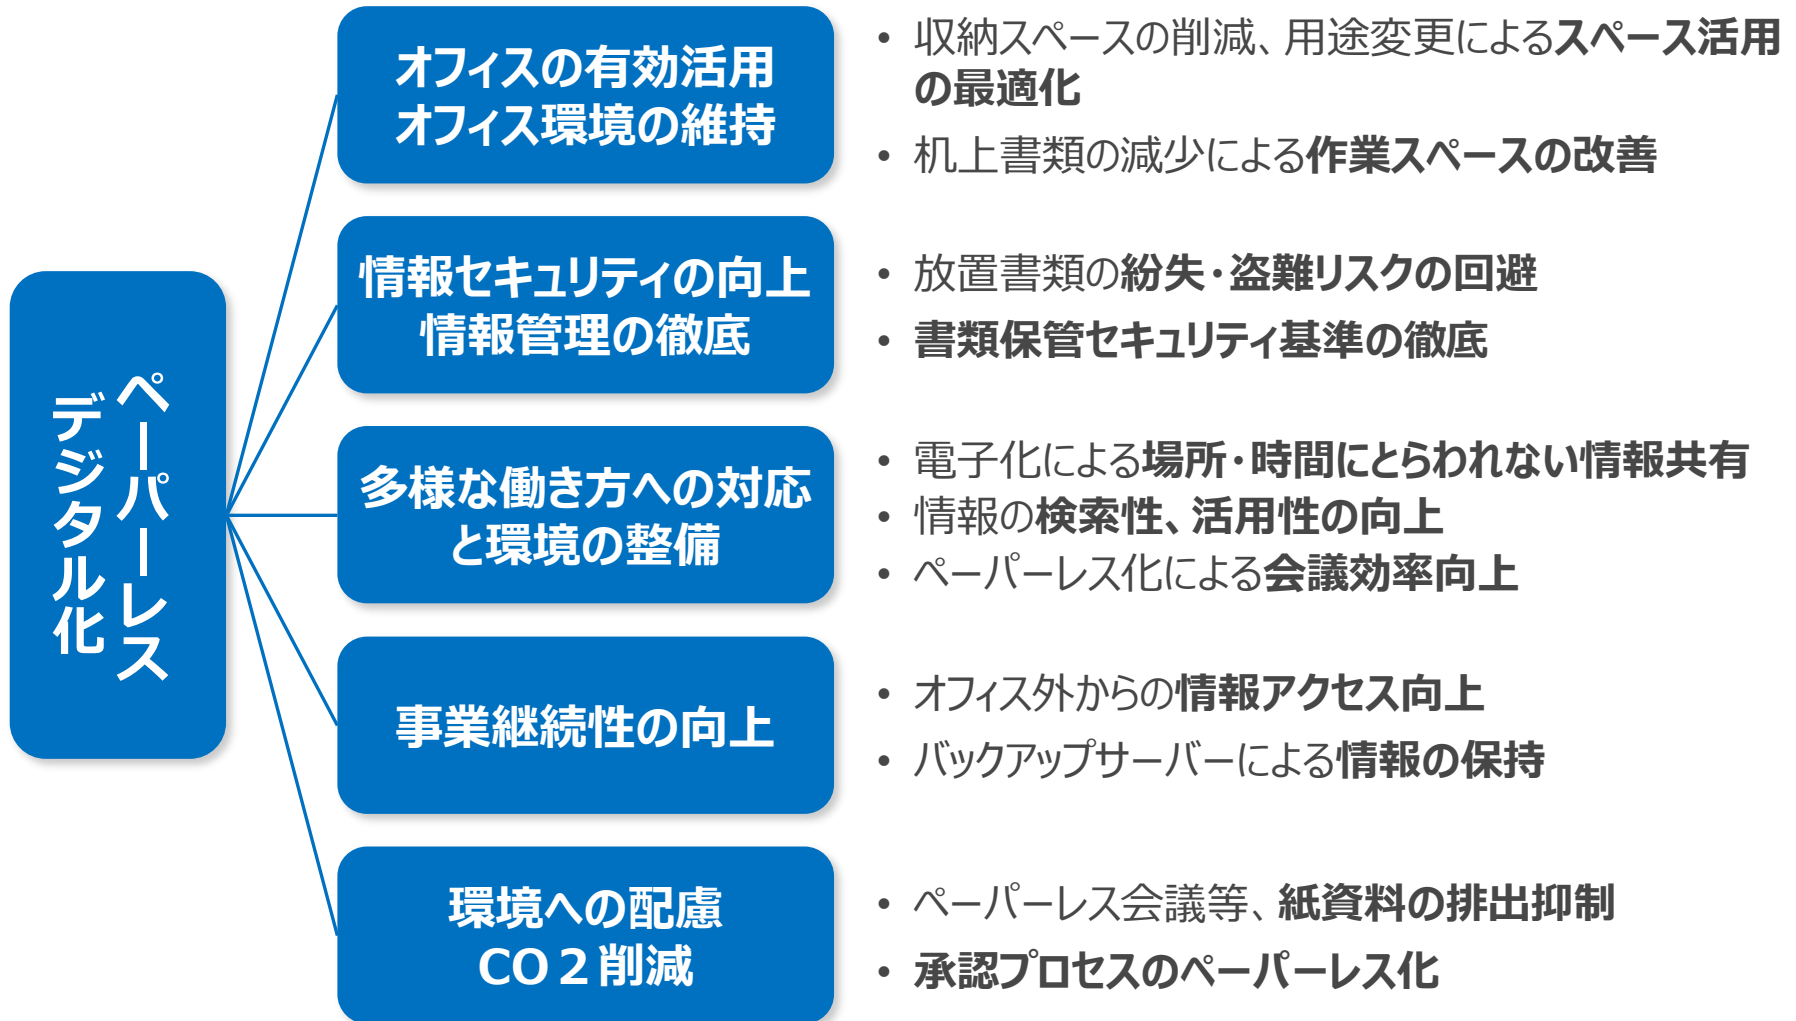 ペーパーレス
デジタル化
オフィスの有効活用
オフィス環境の維持
• 収納スペースの削減、用途変更によるスペース活用
の最適化
• 机上書類の減少による作業スペースの改善
情報セキュリティの向上
情報管理の徹底
• 放置書類の紛失・盗難リスクの回避
• 書類保管セキュリティ基準の徹底
多様な働き方への対応
と環境の整備
• 電子化による場所・時間にとらわれない情報共有
• 情報の検索性、活用性の向上
• ペーパーレス化による会議効率向上
事業継続性の向上
• オフィス外からの情報アクセス向上
• バックアップサーバーによる情報の保持
環境への配慮
CO２削減
• ペーパーレス会議等、紙資料の排出抑制
• 承認プロセスのペーパーレス化